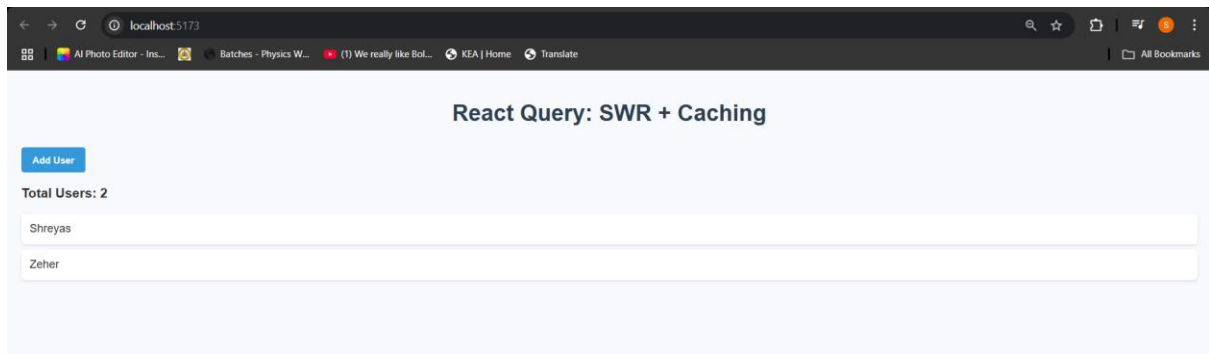 localhost:5173
S
AI Photo Editor - Ins... Batches - Physics W... (1) We really like Bol... KEA | Home Translate All Bookmarks
React Query: SWR + Caching
Add User
Total Users: 2
Shreyas
Zeher